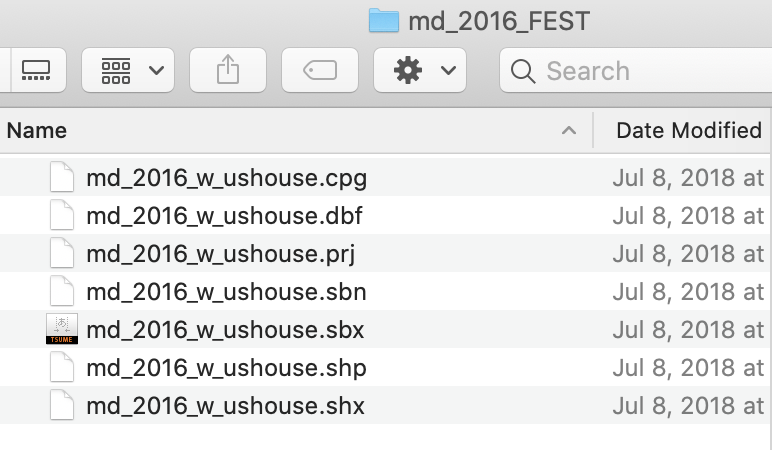 md_2016_FEST
Search
Name Date Modified
md_2016_w_ushouse.cpg Jul 8, 2018 at
md_2016_w_ushouse.dbf Jul 8, 2018 at
md_2016_w_ushouse.prj Jul 8, 2018 at
md_2016_w_ushouse.sbn Jul 8, 2018 at
あ
TSUME
md_2016_w_ushouse.sbx Jul 8, 2018 at
md_2016_w_ushouse.shp Jul 8, 2018 at
md_2016_w_ushouse.shx Jul 8, 2018 at